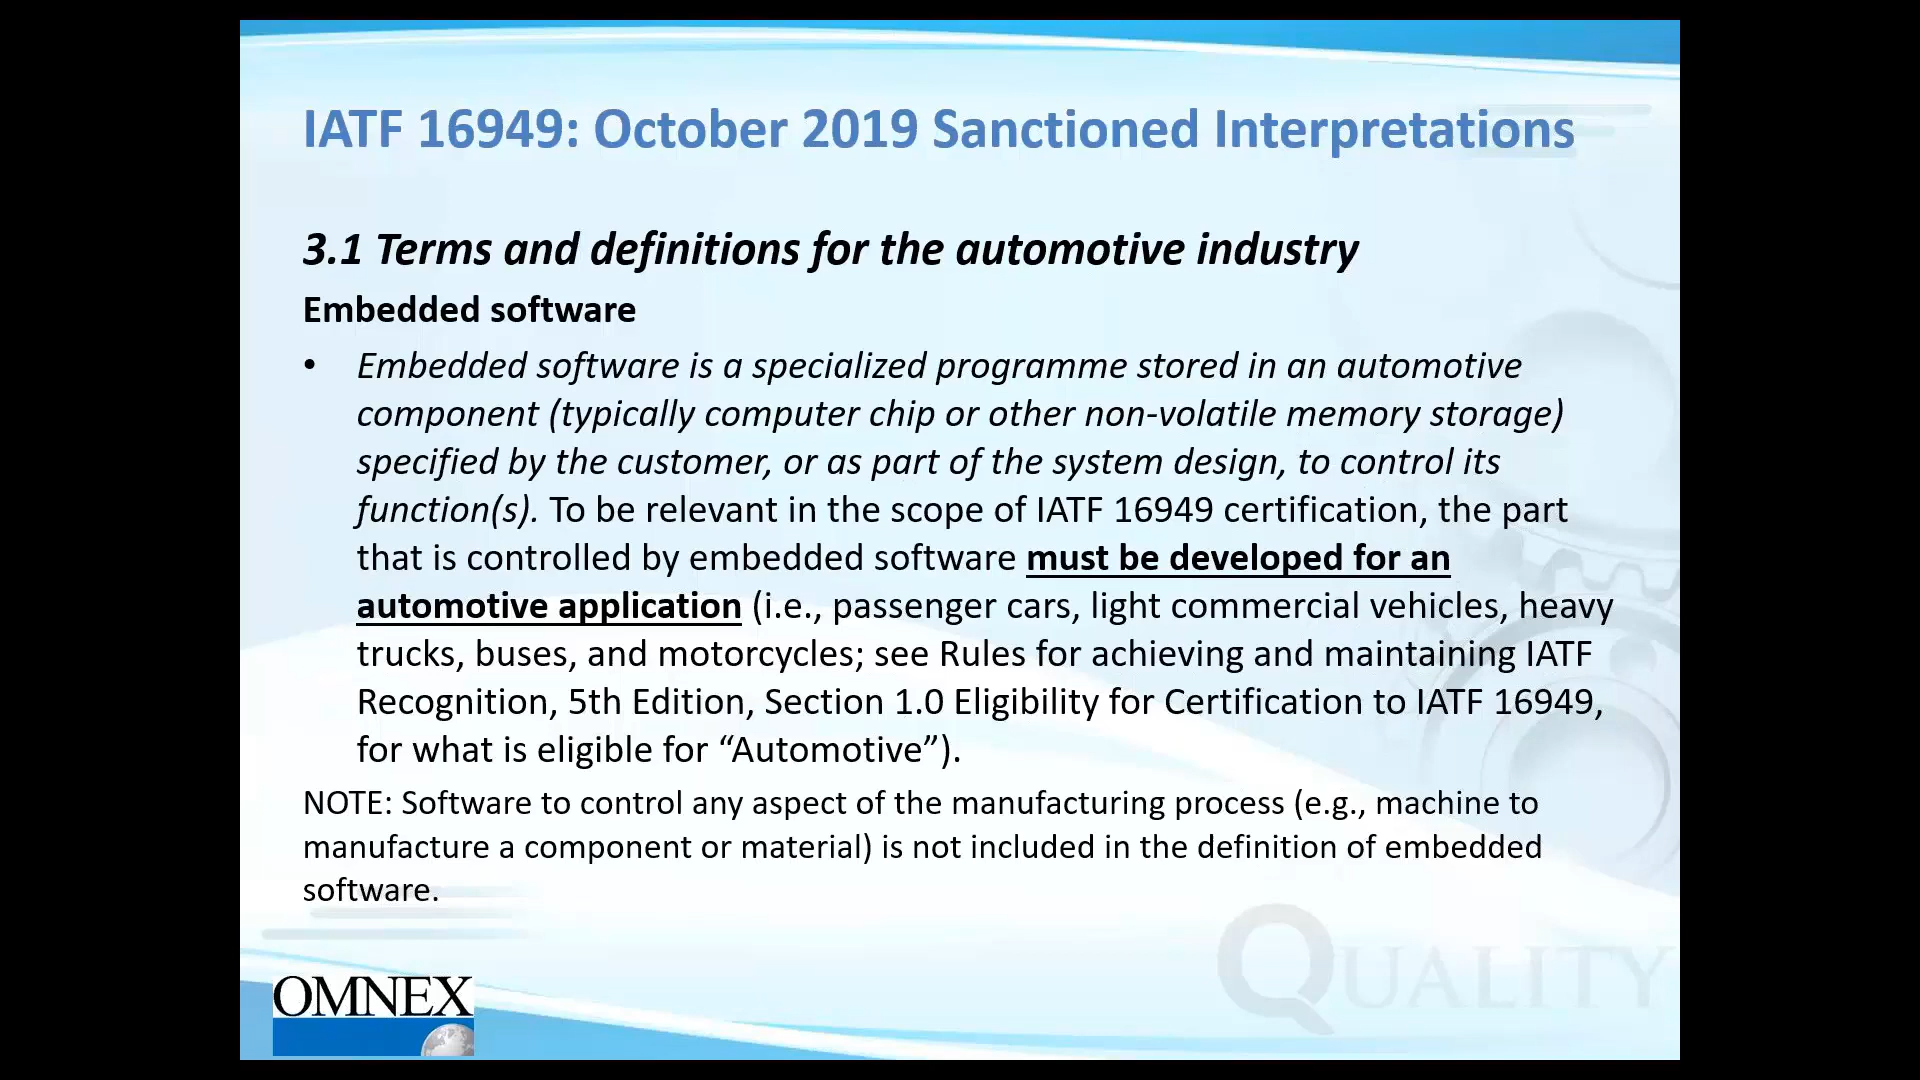 IATF 16949: October 2019 Sanctioned Interpretations
3.1 Terms and definitions for the automotive industry
Embedded software
• Embedded software is a specialized programme stored in an automotive
component (typically computer chip or other non-volatile memory storage)
specified by the customer, or as part of the system design, to control its
function(s). To be relevant in the scope of IATF 16949 certification, the part
that is controlled by embedded software must be developed for an
automotive application (i.e., passenger cars, light commercial vehicles, heavy
trucks, buses, and motorcycles; see Rules for achieving and maintaining IATF
Recognition, 5th Edition, Section 1.0 Eligibility for Certification to IATF 16949,
for what is eligible for “Automotive”).
NOTE: Software to control any aspect of the manufacturing process (e.g., machine to
manufacture a component or material) is not included in the definition of embedded
software.
QUALITY
OMNEX